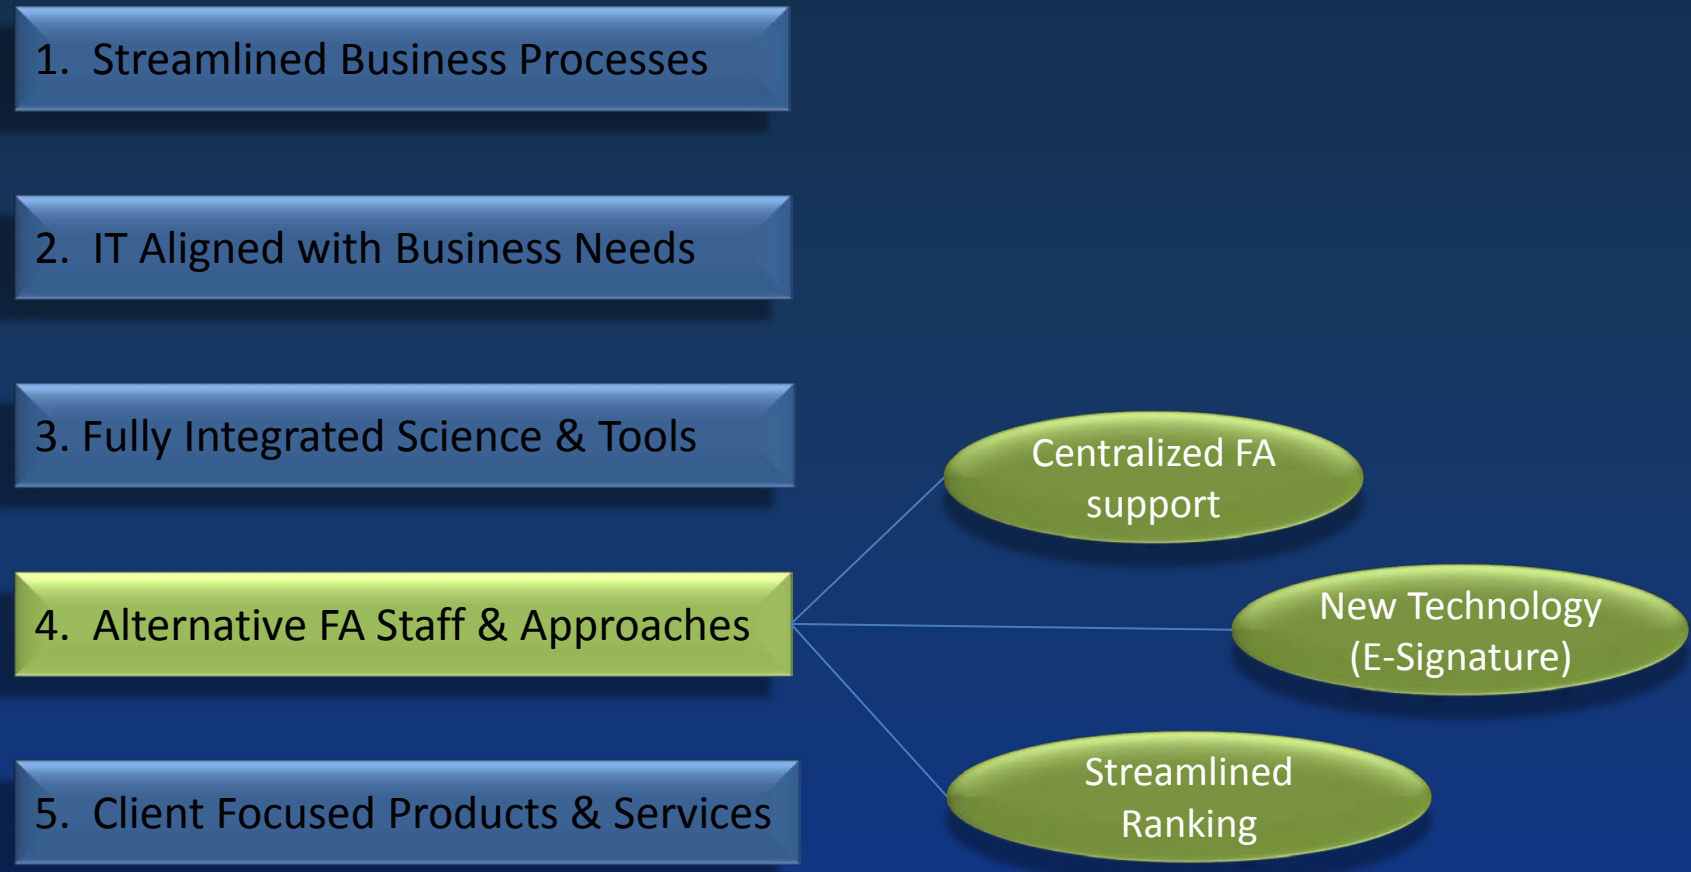 1. Streamlined Business Processes
2. IT Aligned with Business Needs
3. Fully Integrated Science & Tools
Centralized FA
support
4. Alternative FA Staff & Approaches
New Technology
(E-Signature)
Streamlined
Ranking
5. Client Focused Products & Services